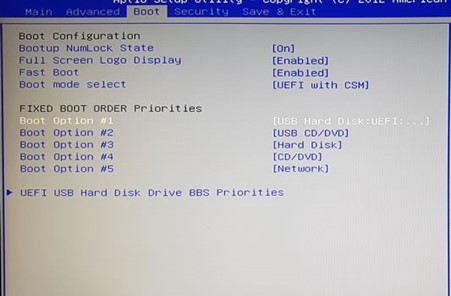 Aptio Setup Utility - Copyright (C) 2012 American
Main Advanced Boot Security Save & Exit
Boot Configuration
Bootup NumLock State [On]
Full Screen Logo Display [Enabled]
Fast Boot [Enabled]
Boot mode select [UEFI with CSM]
FIXED BOOT ORDER Priorities
Boot Option #1 [USB Hard Disk:UEFI:...]
Boot Option #2 [USB CD/DVD]
Boot Option #3 [Hard Disk]
Boot Option #4 [CD/DVD]
Boot Option #5 [Network]
UEFI USB Hard Disk Drive BBS Priorities